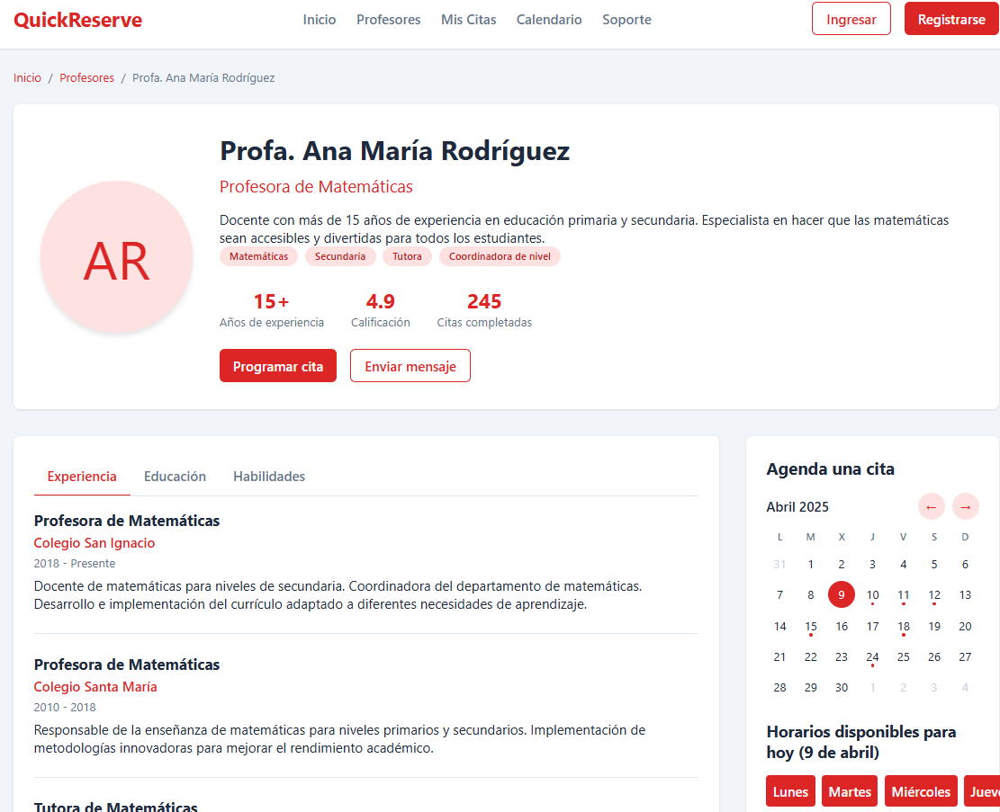 QuickReserve
Inicio Profesores Mis Citas Calendario Soporte
Ingresar Registrarse
Inicio / Profesores / Profa. Ana María Rodríguez
AR
Profa. Ana María Rodríguez
Profesora de Matemáticas
Docente con más de 15 años de experiencia en educación primaria y secundaria. Especialista en hacer que las matemáticas
sean accesibles y divertidas para todos los estudiantes.
Matemáticas Secundaria Tutora Coordinadora de nivel
15+ 4.9 245
Años de experiencia Calificación Citas completadas
Programar cita Enviar mensaje
Experiencia Educación Habilidades
Profesora de Matemáticas
Colegio San Ignacio
2018 - Presente
Docente de matemáticas para niveles de secundaria. Coordinadora del departamento de matemáticas.
Desarrollo e implementación del currículo adaptado a diferentes necesidades de aprendizaje.
Profesora de Matemáticas
Colegio Santa María
2010 - 2018
Responsable de la enseñanza de matemáticas para niveles primarios y secundarios. Implementación de
metodologías innovadoras para mejorar el rendimiento académico.
Tutora de Matemáticas
Agenda una cita
Abril 2025 ← →
L M X J V S D
31 1 2 3 4 5 6
7 8 9 10 11 12 13
14 15 16 17 18 19 20
21 22 23 24 25 26 27
28 29 30 1 2 3 4
Horarios disponibles para
hoy (9 de abril)
Lunes Martes Miércoles